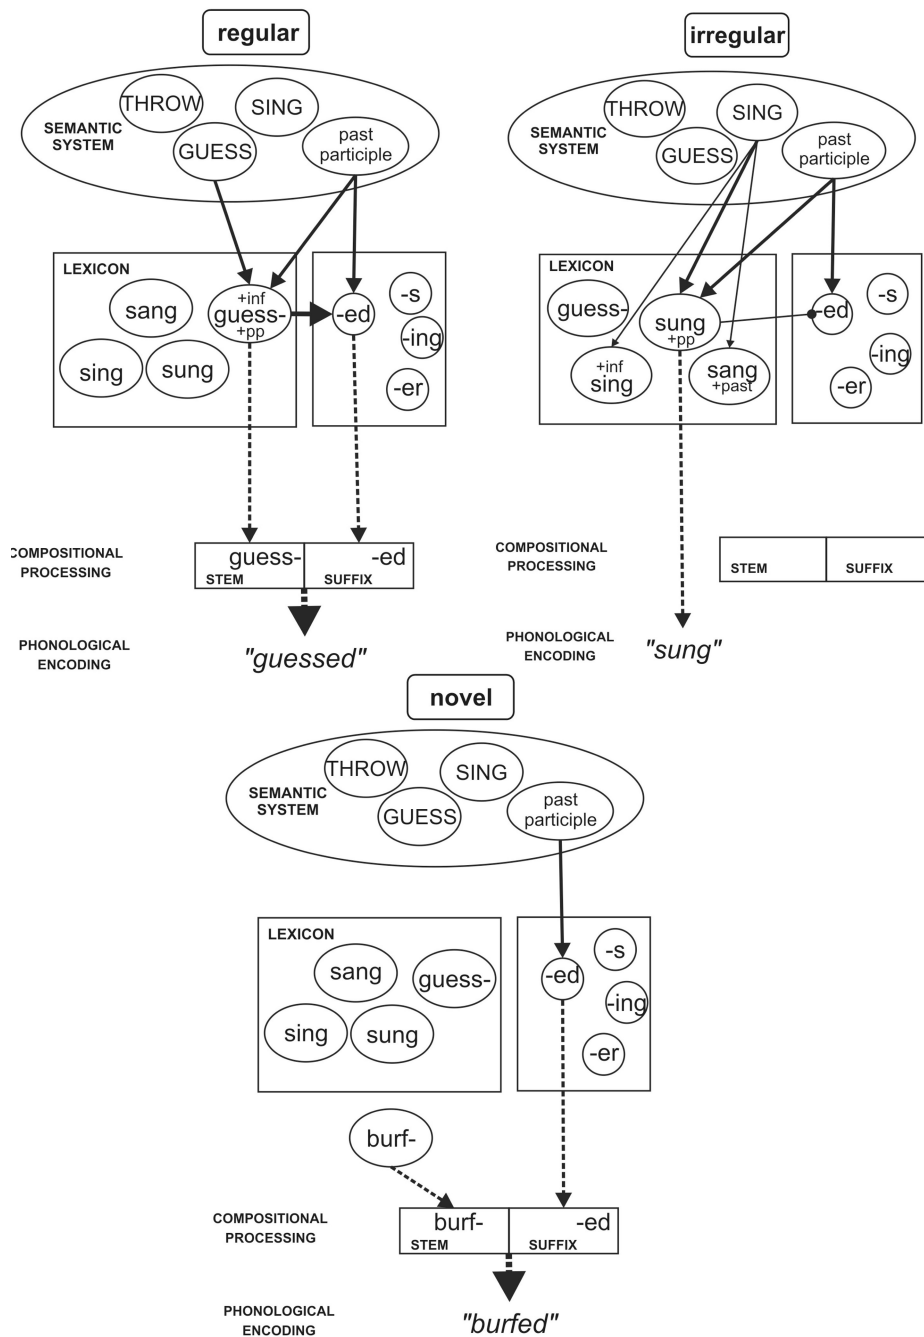 regular
THROW
SING
SEMANTIC
SYSTEM
GUESS
past
participle
LEXICON
sang
+inf
guess-
+pp
sing
sung
-ed
-s
-ing
-er
COMPOSITIONAL
PROCESSING
guess-
STEM
-ed
SUFFIX
PHONOLOGICAL
ENCODING
"guessed"
irregular
THROW
SING
SEMANTIC
SYSTEM
GUESS
past
participle
LEXICON
guess-
sung
+pp
+inf
sing
sang
+past
-ed
-s
-ing
-er
COMPOSITIONAL
PROCESSING
STEM
SUFFIX
PHONOLOGICAL
ENCODING
"sung"
novel
THROW
SING
SEMANTIC
SYSTEM
GUESS
past
participle
LEXICON
sang
guess-
sing
sung
-ed
-s
-ing
-er
burf-
COMPOSITIONAL
PROCESSING
burf-
STEM
-ed
SUFFIX
PHONOLOGICAL
ENCODING
"burfed"